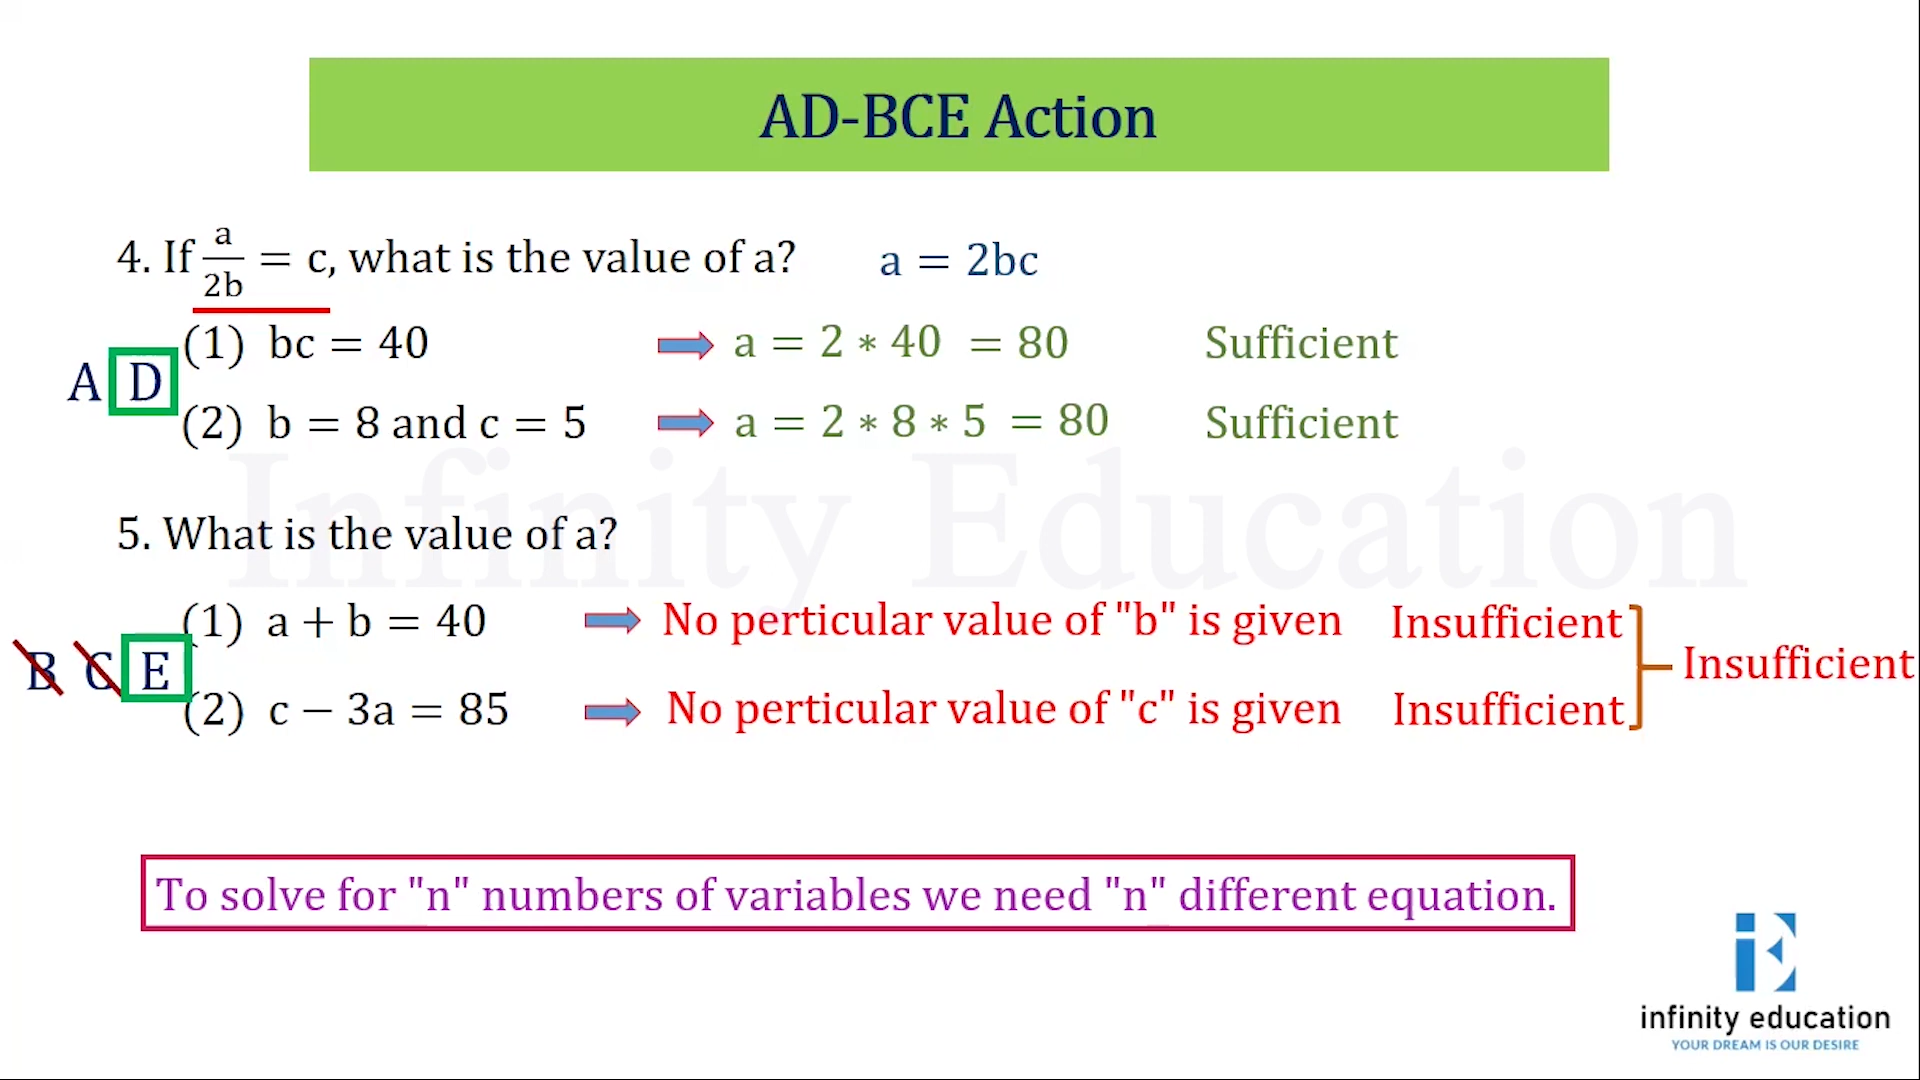 AD-BCE Action
4. If a/2b = c, what is the value of a? a = 2bc
(1) bc = 40 a = 2 * 40 = 80 Sufficient
A D
(2) b = 8 and c = 5 a = 2 * 8 * 5 = 80 Sufficient
Infinity Education
5. What is the value of a?
(1) a + b = 40 No perticular value of "b" is given Insufficient
B C E Insufficient
(2) c − 3a = 85 No perticular value of "c" is given Insufficient
To solve for "n" numbers of variables we need "n" different equation.
iE
infinity education
YOUR DREAM IS OUR DESIRE